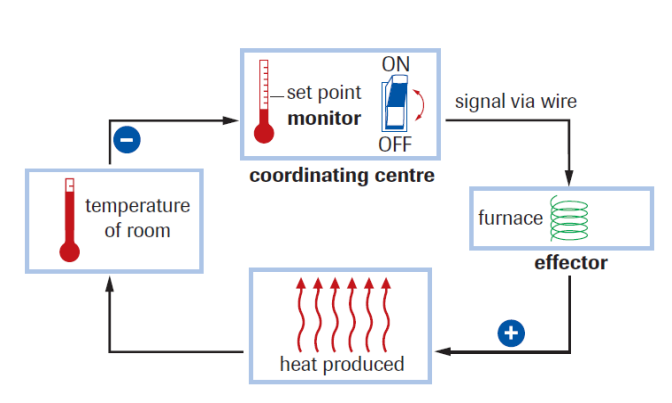 ON
set point
monitor
OFF
coordinating centre
signal via wire
temperature
of room
−
furnace
effector
+
heat produced